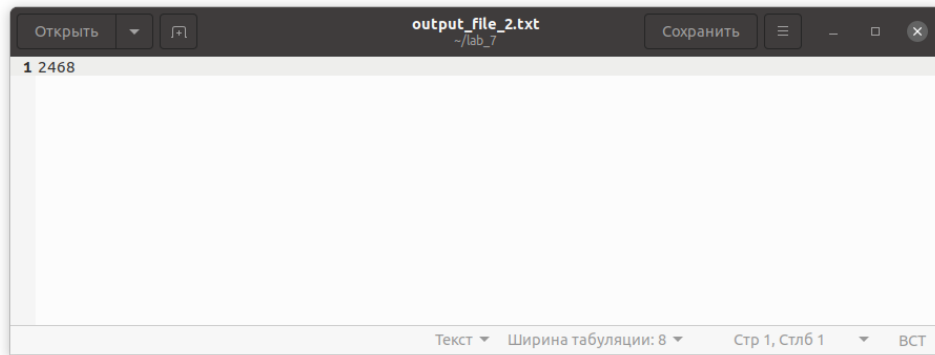 Открыть
output_file_2.txt
~/lab_7
Сохранить
1 2468
Текст Ширина табуляции: 8 Стр 1, Стлб 1 ВСТ